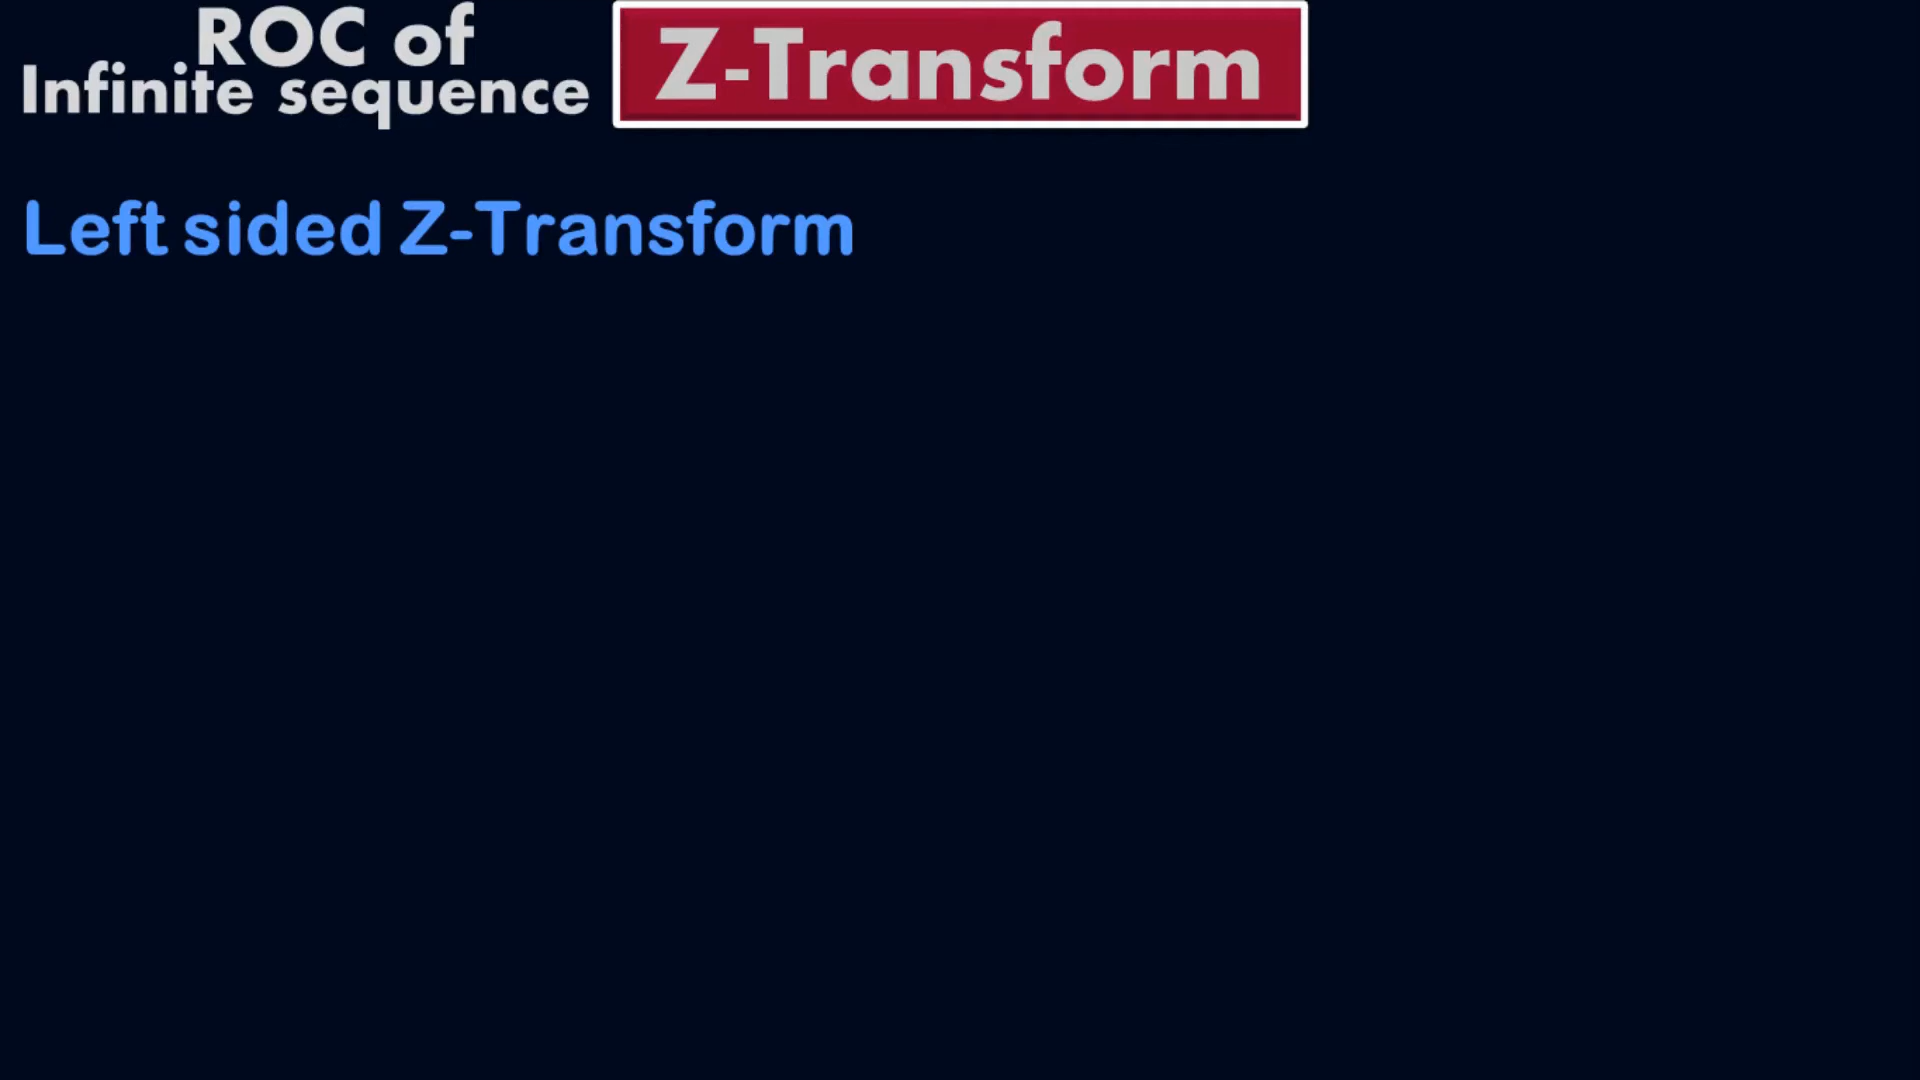 ROC of
Infinite sequence
Z-Transform
Left sided Z-Transform